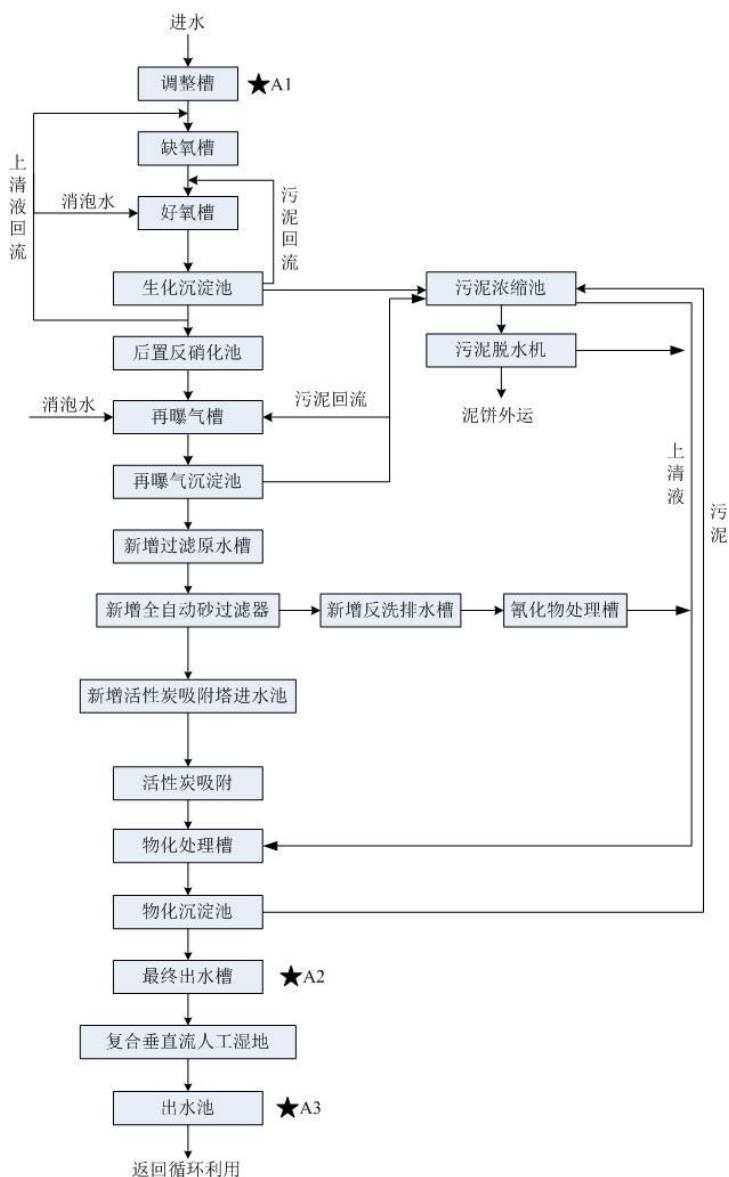 进水
调整槽
★A1
缺氧槽
上清液回流
消泡水
好氧槽
污泥回流
生化沉淀池
污泥浓缩池
后置反硝化池
污泥脱水机
消泡水
再曝气槽
污泥回流
泥饼外运
上清液
污泥
再曝气沉淀池
新增过滤原水槽
新增全自动砂过滤器
新增反洗排水槽
氰化物处理槽
新增活性炭吸附塔进水池
活性炭吸附
物化处理槽
物化沉淀池
最终出水槽
★A2
复合垂直流人工湿地
出水池
★A3
返回循环利用